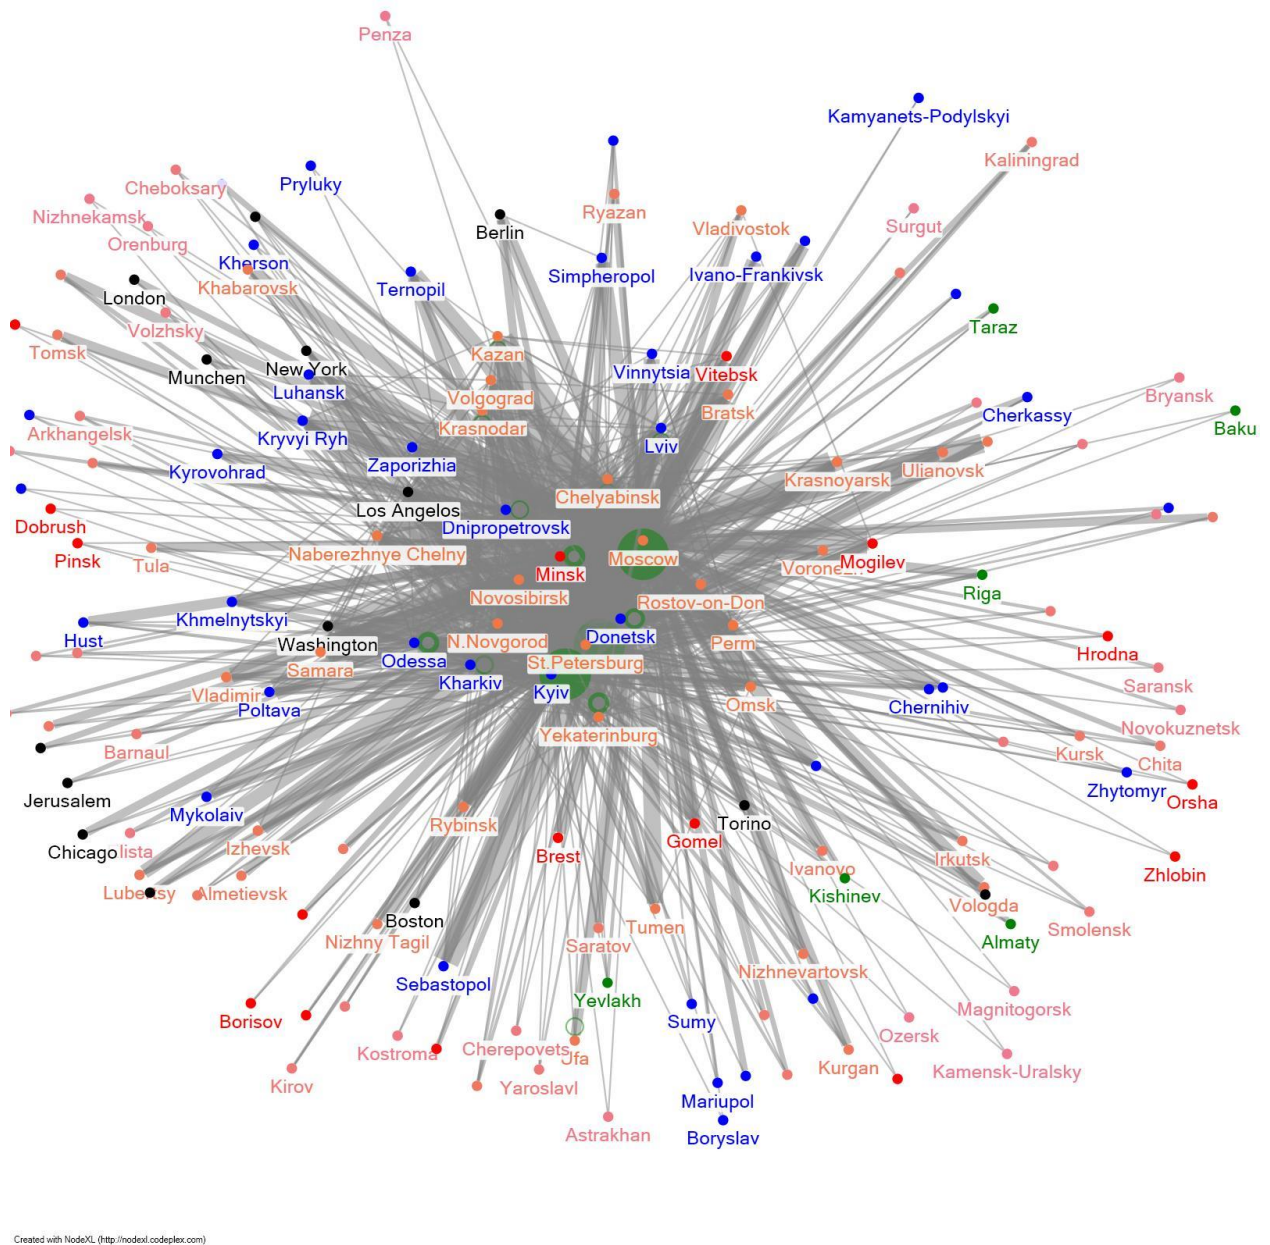 Penza
Kamyanets-Podylskyi
Kaliningrad
Cheboksary
Pryluky
Nizhnekamsk
Ryazan
Surgut
Orenburg
Berlin
Vladivostok
Kherson
Simpheropol
Ivano-Frankivsk
Khabarovsk
Ternopil
London
Taraz
Volzhsky
Tomsk
Kazan
New York
Munchen
Vinnytsia
Vitebsk
Luhansk
Volgograd
Bryansk
Bratsk
Cherkassy
Krasnodar
Baku
Arkhangelsk
Kryvyi Ryh
Lviv
Zaporizhia
Kyrovohrad
Ulianovsk
Krasnoyarsk
Chelyabinsk
Los Angelos
Dobrush
Dnipropetrovsk
Naberezhnye Chelny
Moscow
Pinsk
Tula
Minsk
Mogilev
Riga
Novosibirsk
Rostov-on-Don
Khmelnytskyi
Hust
Washington
N.Novgorod
Donetsk
Perm
Hrodna
Odessa
St.Petersburg
Samara
Kharkiv
Saransk
Vladimir
Kyiv
Poltava
Omsk
Chernihiv
Novokuznetsk
Yekaterinburg
Barnaul
Kursk
Chita
Jerusalem
Zhytomyr
Orsha
Mykolaiv
Rybinsk
Torino
Gomel
Izhevsk
Chicago
lista
Brest
Irkutsk
Ivanovo
Zhlobin
Almetievsk
Kishinev
Vologda
Boston
Tumen
Smolensk
Nizhny Tagil
Saratov
Almaty
Nizhnevartovsk
Sebastopol
Yevlakh
Magnitogorsk
Borisov
Sumy
Ozersk
Kostroma
Cherepovets
Jfa
Kurgan
Kamensk-Uralsky
Kirov
Yaroslavl
Mariupol
Astrakhan
Boryslav
Created with NodeXL (http://nodexl.codeplex.com)